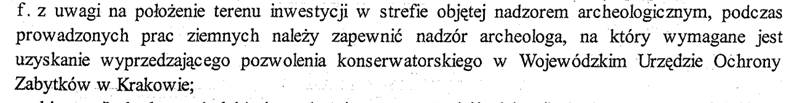 f. z uwagi na położenie terenu inwestycji w strefie objętej nadzorem archeologicznym, podczas
prowadzonych prac ziemnych należy zapewnić nadzór archeologa, na który wymagane jest
uzyskanie wyprzedzającego pozwolenia konserwatorskiego w Wojewódzkim Urzędzie Ochrony
Zabytków w Krakowie;